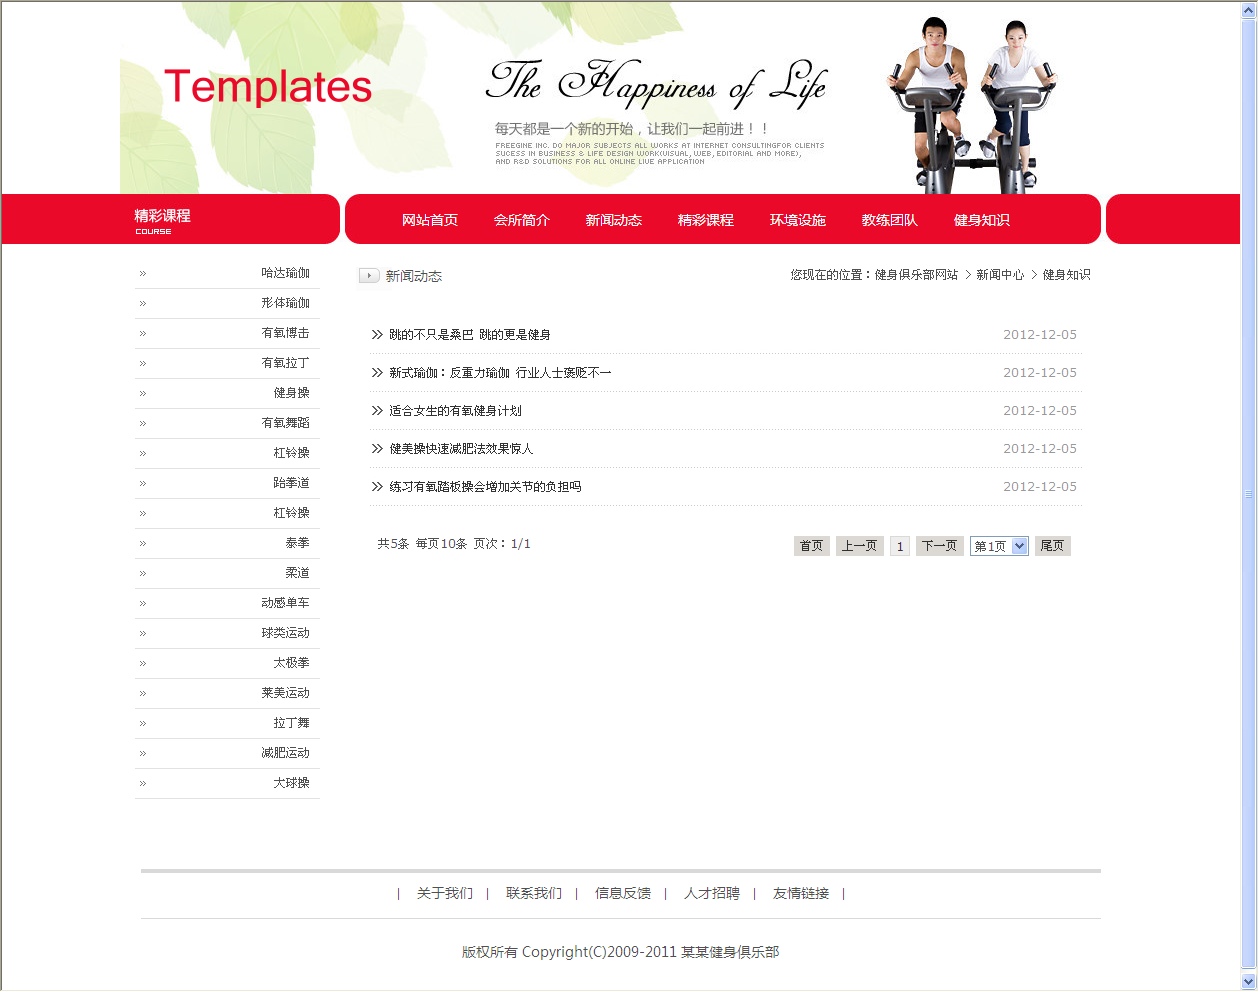 Templates
The Happiness of Life
每天都是一个新的开始，让我们一起前进！！
FREEGINE INC. DO MAJOR SUBJECTS ALL WORKS AT INTERNET CONSULTINGFOR CLIENTS
SUCESS IN BUSINESS & LIFE DESIGN WORK(VISUAL, WEB, EDITORIAL AND MORE),
AND R&D SOLUTIONS FOR ALL ONLINE LIVE APPLICATION
精彩课程
COURSE
网站首页 会所简介 新闻动态 精彩课程 环境设施 教练团队 健身知识
» 哈达瑜伽
» 形体瑜伽
» 有氧博击
» 有氧拉丁
» 健身操
» 有氧舞蹈
» 杠铃操
» 跆拳道
» 杠铃操
» 泰拳
» 柔道
» 动感单车
» 球类运动
» 太极拳
» 莱美运动
» 拉丁舞
» 减肥运动
» 大球操
新闻动态
您现在的位置：健身俱乐部网站 > 新闻中心 > 健身知识
跳的不只是桑巴 跳的更是健身 2012-12-05
新式瑜伽：反重力瑜伽 行业人士褒贬不一 2012-12-05
适合女生的有氧健身计划 2012-12-05
健美操快速减肥法效果惊人 2012-12-05
练习有氧踏板操会增加关节的负担吗 2012-12-05
共5条 每页10条 页次：1/1
首页 上一页 1 下一页 第1页 尾页
| 关于我们 | 联系我们 | 信息反馈 | 人才招聘 | 友情链接 |
版权所有 Copyright(C)2009-2011 某某健身俱乐部